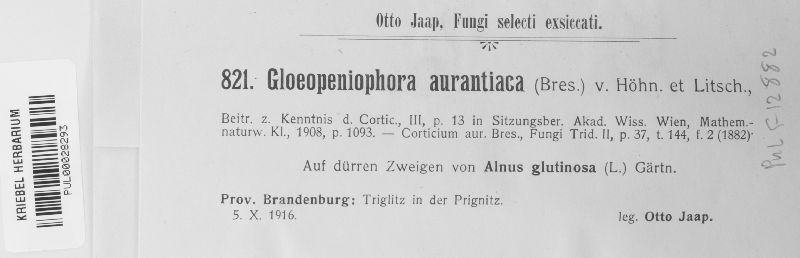 Otto Jaap, Fungi selecti exsiccati.
821. Gloeopeniophora aurantiaca (Bres.) v. Höhn. et Litsch.,
Beitr. z. Kenntnis d. Cortic., III, p. 13 in Sitzungsber. Akad. Wiss. Wien, Mathem.-
naturw. Kl., 1908, p. 1093. — Corticium aur. Bres., Fungi Trid. II, p. 37, t. 144, f. 2 (1882).
Auf dürren Zweigen von Alnus glutinosa (L.) Gärtn.
Prov. Brandenburg: Triglitz in der Prignitz.
5. X. 1916.
leg. Otto Jaap.
KRIEBEL HERBARIUM
PUL00028293
PUL F-12882